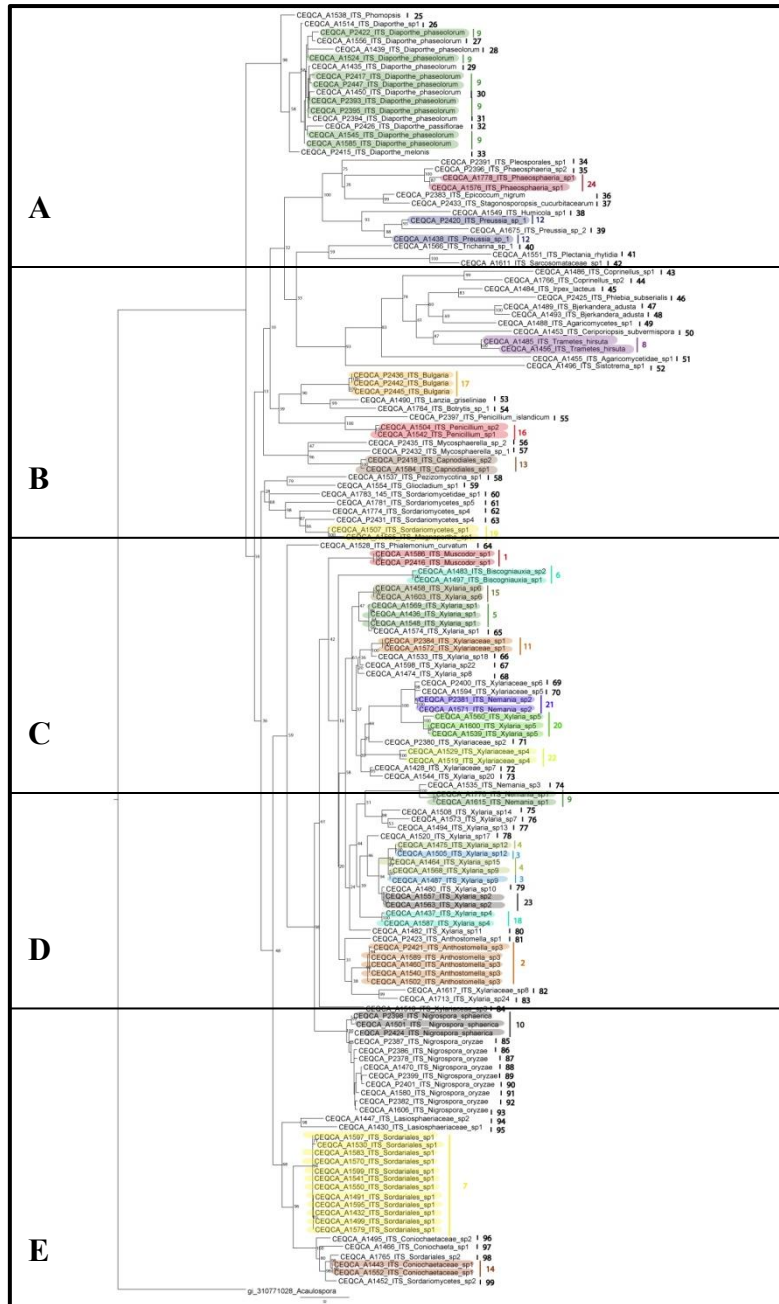 CEQCA_A1538_ITS_Phomopsis 25
CEQCA_A1514_ITS_Diaporthe_sp1 26
CEQCA_P2422_ITS_Diaporthe_phaseolorum 9
CEQCA_A1556_ITS_Diaporthe_phaseolorum 27
CEQCA_A1439_ITS_Diaporthe_phaseolorum 28
CEQCA_A1524_ITS_Diaporthe_phaseolorum 9
CEQCA_A1435_ITS_Diaporthe_phaseolorum 29
CEQCA_P2417_ITS_Diaporthe_phaseolorum
CEQCA_P2447_ITS_Diaporthe_phaseolorum 9
CEQCA_A1450_ITS_Diaporthe_phaseolorum 30
CEQCA_P2393_ITS_Diaporthe_phaseolorum
CEQCA_P2395_ITS_Diaporthe_phaseolorum 9
CEQCA_P2394_ITS_Diaporthe_phaseolorum 31
CEQCA_P2426_ITS_Diaporthe_passiflorae 32
CEQCA_A1545_ITS_Diaporthe_phaseolorum 9
CEQCA_A1585_ITS_Diaporthe_phaseolorum
CEQCA_P2415_ITS_Diaporthe_melonis 33
CEQCA_P2391_ITS_Pleosporales_sp1 34
CEQCA_P2396_ITS_Phaeosphaeria_sp2 35
CEQCA_A1778_ITS_Phaeosphaeria_sp1
CEQCA_A1576_ITS_Phaeosphaeria_sp1 24
CEQCA_P2383_ITS_Epicoccum_nigrum 36
CEQCA_P2433_ITS_Stagonosporopsis_cucurbitacearum 37
A
CEQCA_A1549_ITS_Humicola_sp1 38
CEQCA_P2420_ITS_Preussia_sp_1 12
CEQCA_A1675_ITS_Preussia_sp_2 39
CEQCA_A1438_ITS_Preussia_sp_1 12
CEQCA_A1566_ITS_Tricharina_sp_1 40
CEQCA_A1551_ITS_Plectania_rhytidia 41
CEQCA_A1611_ITS_Sarcosomataceae_sp1 42
CEQCA_A1486_ITS_Coprinellus_sp1 43
CEQCA_A1766_ITS_Coprinellus_sp2 44
CEQCA_A1484_ITS_Irpex_lacteus 45
CEQCA_P2425_ITS_Phlebia_subserialis 46
CEQCA_A1489_ITS_Bjerkandera_adusta 47
CEQCA_A1493_ITS_Bjerkandera_adusta 48
CEQCA_A1488_ITS_Agaricomycetes_sp1 49
CEQCA_A1453_ITS_Ceriporiopsis_subvermispora 50
CEQCA_A1485_ITS_Trametes_hirsuta
CEQCA_A1456_ITS_Trametes_hirsuta 8
CEQCA_A1455_ITS_Agaricomycetidae_sp1 51
CEQCA_A1496_ITS_Sistotrema_sp1 52
CEQCA_P2436_ITS_Bulgaria
CEQCA_P2442_ITS_Bulgaria 17
CEQCA_P2445_ITS_Bulgaria
CEQCA_A1490_ITS_Lanzia_griseliniae 53
CEQCA_A1764_ITS_Botrytis_sp_1 54
CEQCA_P2397_ITS_Penicillium_islandicum 55
CEQCA_A1504_ITS_Penicillium_sp2
CEQCA_A1542_ITS_Penicillium_sp1 16
CEQCA_P2435_ITS_Mycosphaerella_sp_2 56
CEQCA_P2432_ITS_Mycosphaerella_sp_1 57
B
CEQCA_P2418_ITS_Capnodiales_sp2
CEQCA_A1584_ITS_Capnodiales_sp1 13
CEQCA_A1537_ITS_Pezizomycotina_sp1 58
CEQCA_A1554_ITS_Gliocladium_sp1 59
CEQCA_A1783_145_ITS_Sordariomycetidae_sp1 60
CEQCA_A1781_ITS_Sordariomycetes_sp5 61
CEQCA_A1774_ITS_Sordariomycetes_sp4 62
CEQCA_P2431_ITS_Sordariomycetes_sp4 63
CEQCA_A1507_ITS_Sordariomycetes_sp1
CEQCA_A1528_ITS_Phialemonium_curvatum 64
CEQCA_A1586_ITS_Muscodor_sp1
CEQCA_P2416_ITS_Muscodor_sp1 1
CEQCA_A1483_ITS_Biscogniauxia_sp2
CEQCA_A1497_ITS_Biscogniauxia_sp1 6
CEQCA_A1458_ITS_Xylaria_sp6
CEQCA_A1603_ITS_Xylaria_sp6 15
CEQCA_A1569_ITS_Xylaria_sp1
CEQCA_A1436_ITS_Xylaria_sp1 5
CEQCA_A1548_ITS_Xylaria_sp1
CEQCA_A1574_ITS_Xylaria_sp1 65
CEQCA_P2384_ITS_Xylariaceae_sp1
CEQCA_A1572_ITS_Xylariaceae_sp1 11
CEQCA_A1533_ITS_Xylaria_sp18 66
CEQCA_A1598_ITS_Xylaria_sp22 67
CEQCA_A1474_ITS_Xylaria_sp8 68
CEQCA_P2400_ITS_Xylariaceae_sp6 69
CEQCA_A1594_ITS_Xylariaceae_sp5 70
CEQCA_P2381_ITS_Nemania_sp2
CEQCA_A1571_ITS_Nemania_sp2 21
CEQCA_A1560_ITS_Xylaria_sp5
CEQCA_A1600_ITS_Xylaria_sp5 20
C
CEQCA_A1539_ITS_Xylaria_sp5
CEQCA_P2380_ITS_Xylariaceae_sp2 71
CEQCA_A1529_ITS_Xylariaceae_sp4
CEQCA_A1519_ITS_Xylariaceae_sp4 22
CEQCA_A1428_ITS_Xylariaceae_sp7 72
CEQCA_A1544_ITS_Xylaria_sp20 73
CEQCA_A1535_ITS_Nemania_sp3 74
CEQCA_A1615_ITS_Nemania_sp1 9
CEQCA_A1508_ITS_Xylaria_sp14 75
CEQCA_A1573_ITS_Xylaria_sp7 76
CEQCA_A1494_ITS_Xylaria_sp13 77
CEQCA_A1520_ITS_Xylaria_sp17 78
CEQCA_A1475_ITS_Xylaria_sp12 4
CEQCA_A1505_ITS_Xylaria_sp12 3
CEQCA_A1464_ITS_Xylaria_sp15
CEQCA_A1568_ITS_Xylaria_sp9 4
CEQCA_A1487_ITS_Xylaria_sp9 3
CEQCA_A1480_ITS_Xylaria_sp10 79
CEQCA_A1557_ITS_Xylaria_sp2
CEQCA_A1563_ITS_Xylaria_sp2 23
CEQCA_A1437_ITS_Xylaria_sp4
CEQCA_A1587_ITS_Xylaria_sp4 18
CEQCA_A1482_ITS_Xylaria_sp11 80
CEQCA_P2423_ITS_Anthostomella_sp1 81
D
CEQCA_P2421_ITS_Anthostomella_sp3
CEQCA_A1589_ITS_Anthostomella_sp3
CEQCA_A1460_ITS_Anthostomella_sp3 2
CEQCA_A1540_ITS_Anthostomella_sp3
CEQCA_A1502_ITS_Anthostomella_sp3
CEQCA_A1617_ITS_Xylariaceae_sp8 82
CEQCA_A1713_ITS_Xylaria_sp24 83
CEQCA_P2398_ITS_Nigrospora_sphaerica
CEQCA_A1501_ITS_Nigrospora_sphaerica 10
CEQCA_P2424_ITS_Nigrospora_sphaerica
CEQCA_P2387_ITS_Nigrospora_oryzae 85
CEQCA_P2386_ITS_Nigrospora_oryzae 86
CEQCA_P2378_ITS_Nigrospora_oryzae 87
CEQCA_A1470_ITS_Nigrospora_oryzae 88
CEQCA_P2399_ITS_Nigrospora_oryzae 89
CEQCA_P2401_ITS_Nigrospora_oryzae 90
CEQCA_A1580_ITS_Nigrospora_oryzae 91
CEQCA_P2382_ITS_Nigrospora_oryzae 92
CEQCA_A1606_ITS_Nigrospora_oryzae 93
CEQCA_A1447_ITS_Lasiosphaeriaceae_sp2 94
CEQCA_A1430_ITS_Lasiosphaeriaceae_sp1 95
CEQCA_A1597_ITS_Sordariales_sp1
CEQCA_A1530_ITS_Sordariales_sp1
CEQCA_A1583_ITS_Sordariales_sp1
CEQCA_A1570_ITS_Sordariales_sp1
CEQCA_A1599_ITS_Sordariales_sp1
CEQCA_A1541_ITS_Sordariales_sp1
CEQCA_A1550_ITS_Sordariales_sp1 7
CEQCA_A1491_ITS_Sordariales_sp1
CEQCA_A1595_ITS_Sordariales_sp1
CEQCA_A1432_ITS_Sordariales_sp1
CEQCA_A1499_ITS_Sordariales_sp1
CEQCA_A1579_ITS_Sordariales_sp1
CEQCA_A1495_ITS_Coniochaetaceae_sp2 96
CEQCA_A1466_ITS_Coniochaeta_sp1 97
E
CEQCA_A1765_ITS_Sordariales_sp2 98
CEQCA_A1443_ITS_Coniochaetaceae_sp1
CEQCA_A1552_ITS_Coniochaetaceae_sp1 14
CEQCA_A1452_ITS_Sordariomycetes_sp2 99
gi_310771028_Acaulospora